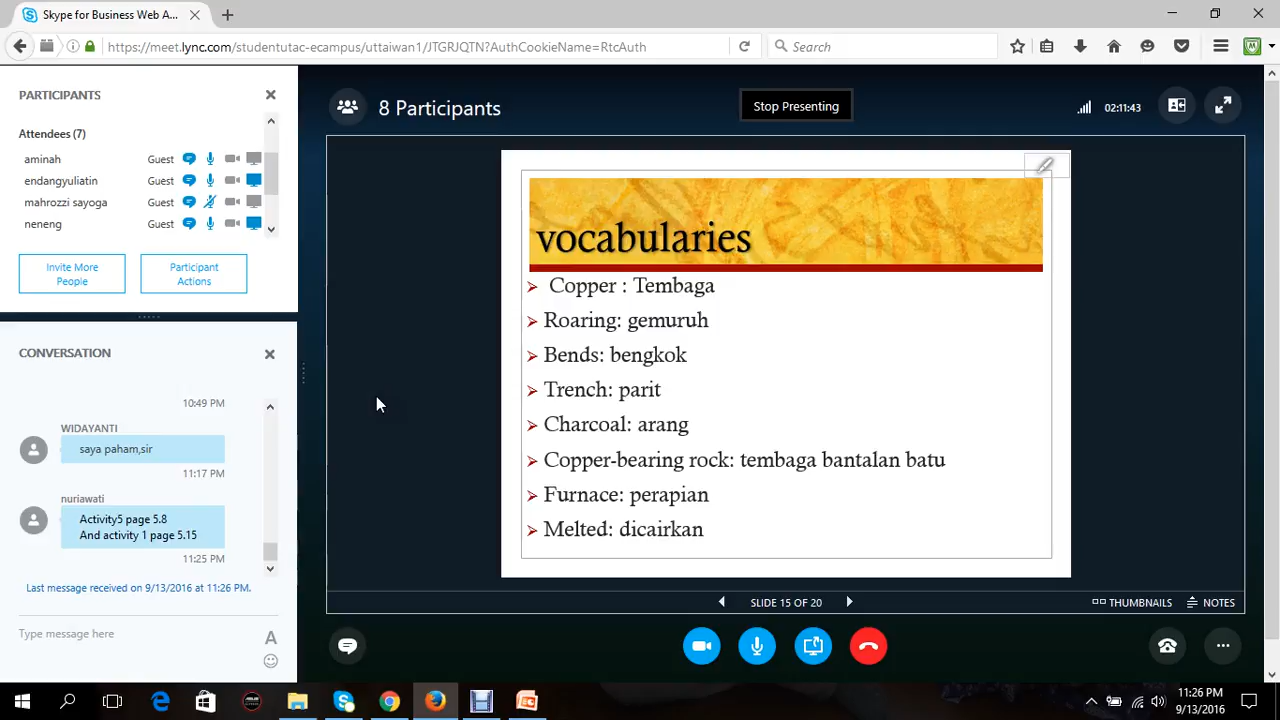 Skype for Business Web A...
https://meet.lync.com/studentutac-ecampus/uttaiwan1/JTGRJQTN?AuthCookieName=RtcAuth
Search
PARTICIPANTS
Attendees (7)
aminah Guest
endangyuliatin Guest
mahrozzi sayoga Guest
neneng Guest
Invite More People
Participant Actions
CONVERSATION
10:49 PM
WIDAYANTI
saya paham,sir
11:17 PM
nuriawati
Activity5 page 5.8
And activity 1 page 5.15
11:25 PM
Last message received on 9/13/2016 at 11:26 PM.
Type message here
8 Participants
Stop Presenting
02:11:43
vocabularies
Copper : Tembaga
Roaring: gemuruh
Bends: bengkok
Trench: parit
Charcoal: arang
Copper-bearing rock: tembaga bantalan batu
Furnace: perapian
Melted: dicairkan
SLIDE 15 OF 20
THUMBNAILS
NOTES
11:26 PM
9/13/2016